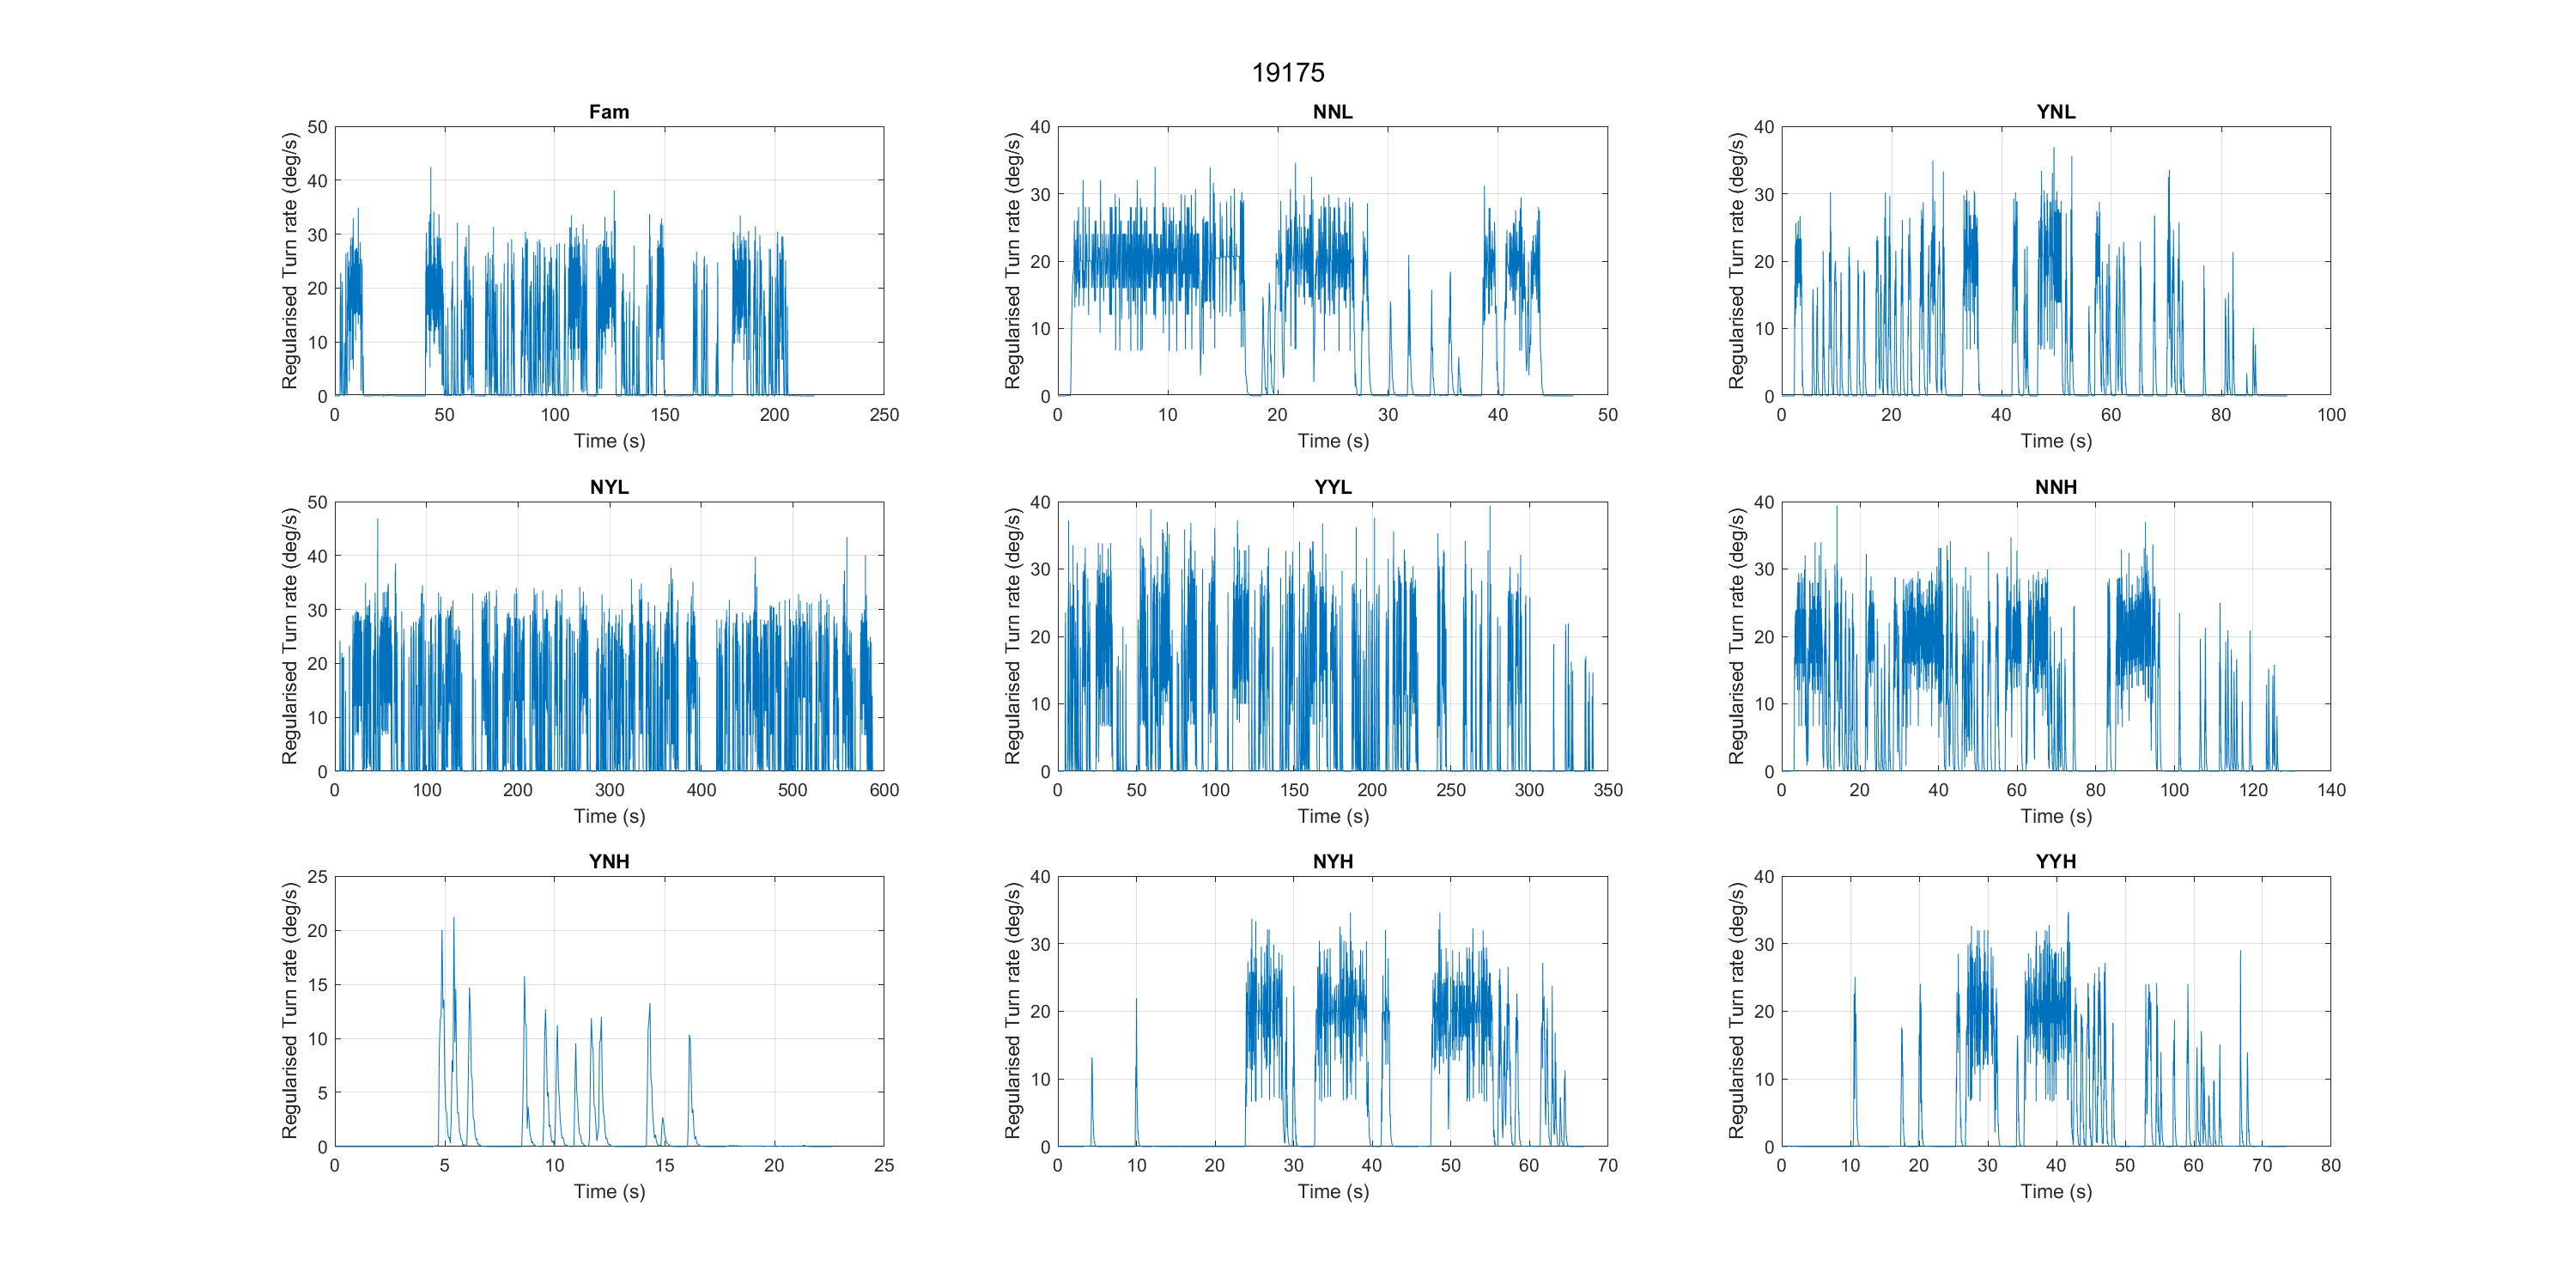 19175
Fam
Regularised Turn rate (deg/s)
50
40
30
20
10
0
0 50 100 150 200 250
Time (s)
NNL
Regularised Turn rate (deg/s)
40
30
20
10
0
0 10 20 30 40 50
Time (s)
YNL
Regularised Turn rate (deg/s)
40
30
20
10
0
0 20 40 60 80 100
Time (s)
NYL
Regularised Turn rate (deg/s)
50
40
30
20
10
0
0 100 200 300 400 500 600
Time (s)
YYL
Regularised Turn rate (deg/s)
40
30
20
10
0
0 50 100 150 200 250 300 350
Time (s)
NNH
Regularised Turn rate (deg/s)
40
30
20
10
0
0 20 40 60 80 100 120 140
Time (s)
YNH
Regularised Turn rate (deg/s)
25
20
15
10
5
0
0 5 10 15 20 25
Time (s)
NYH
Regularised Turn rate (deg/s)
40
30
20
10
0
0 10 20 30 40 50 60 70
Time (s)
YYH
Regularised Turn rate (deg/s)
40
30
20
10
0
0 10 20 30 40 50 60 70 80
Time (s)